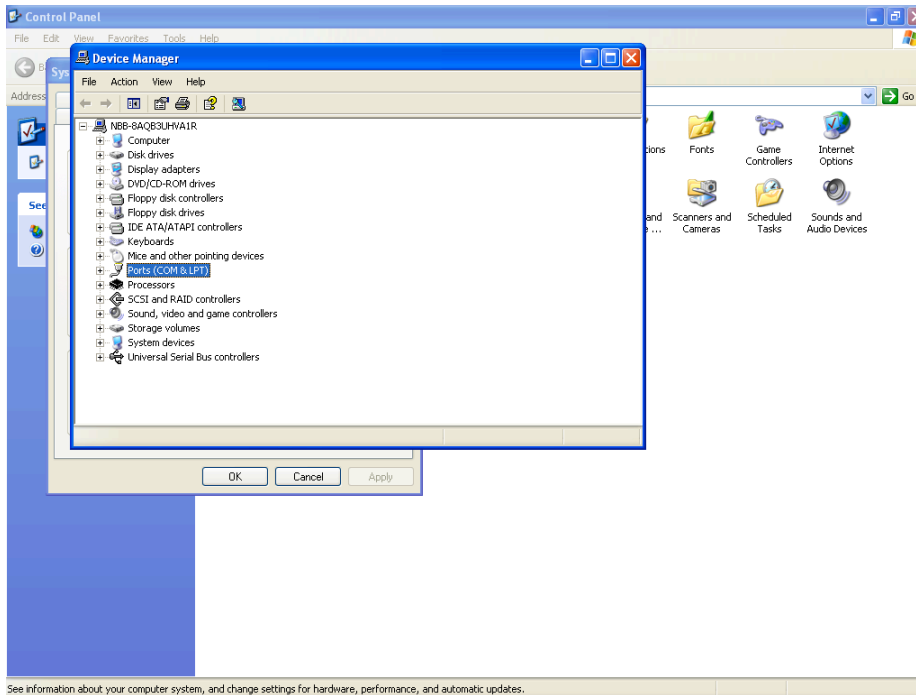 Control Panel
File Edit View Favorites Tools Help
Device Manager
Sys
File Action View Help
Address
Go
NBB-8AQB3UHVA1R
Computer
Disk drives
Display adapters
DVD/CD-ROM drives
Floppy disk controllers
Floppy disk drives
IDE ATA/ATAPI controllers
Keyboards
Mice and other pointing devices
Ports (COM & LPT)
Processors
SCSI and RAID controllers
Sound, video and game controllers
Storage volumes
System devices
Universal Serial Bus controllers
See
Fonts
Game
Controllers
Internet
Options
and
Scanners and
Cameras
Scheduled
Tasks
Sounds and
Audio Devices
OK Cancel Apply
See information about your computer system, and change settings for hardware, performance, and automatic updates.